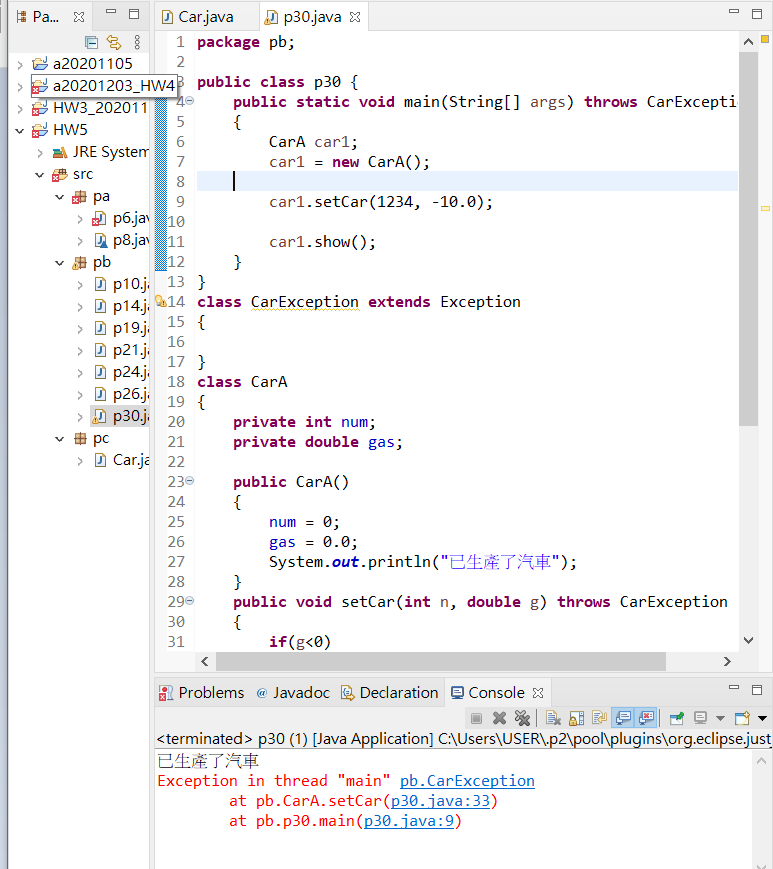 Pa...
a20201105
a20201203_HW4
HW3_202011
HW5
JRE System
src
pa
p6.jav
p8.jav
pb
p10.ja
p14.ja
p19.ja
p21.ja
p24.ja
p26.ja
p30.ja
pc
Car.ja
Car.java p30.java
1 package pb;
2
3 public class p30 {
4 public static void main(String[] args) throws CarExceptio
5 {
6 CarA car1;
7 car1 = new CarA();
8
9 car1.setCar(1234, -10.0);
10
11 car1.show();
12 }
13 }
14 class CarException extends Exception
15 {
16
17 }
18 class CarA
19 {
20 private int num;
21 private double gas;
22
23 public CarA()
24 {
25 num = 0;
26 gas = 0.0;
27 System.out.println("已生產了汽車");
28 }
29 public void setCar(int n, double g) throws CarException
30 {
31 if(g<0)
Problems @ Javadoc Declaration Console
<terminated> p30 (1) [Java Application] C:\Users\USER\.p2\pool\plugins\org.eclipse.just
已生產了汽車
Exception in thread "main" pb.CarException
at pb.CarA.setCar(p30.java:33)
at pb.p30.main(p30.java:9)